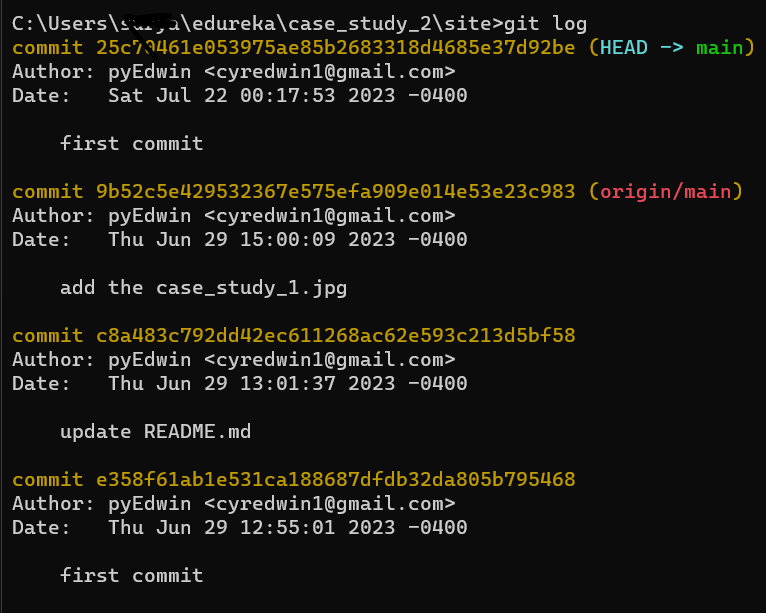 C:\Users\\edureka\case_study_2\site>git log
commit 25c70461e053975ae85b2683318d4685e37d92be (HEAD -> main)
Author: pyEdwin <cyredwin1@gmail.com>
Date:   Sat Jul 22 00:17:53 2023 -0400
first commit
commit 9b52c5e429532367e575efa909e014e53e23c983 (origin/main)
Author: pyEdwin <cyredwin1@gmail.com>
Date:   Thu Jun 29 15:00:09 2023 -0400
add the case_study_1.jpg
commit c8a483c792dd42ec611268ac62e593c213d5bf58
Author: pyEdwin <cyredwin1@gmail.com>
Date:   Thu Jun 29 13:01:37 2023 -0400
update README.md
commit e358f61ab1e531ca188687dfdb32da805b795468
Author: pyEdwin <cyredwin1@gmail.com>
Date:   Thu Jun 29 12:55:01 2023 -0400
first commit